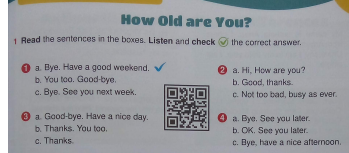 How Old are You?
1 Read the sentences in the boxes. Listen and check the correct answer.
1 a. Bye. Have a good weekend.
b. You too. Good-bye.
c. Bye. See you next week.
2 a. Hi, How are you?
b. Good, thanks.
c. Not too bad, busy as ever.
3 a. Good-bye. Have a nice day.
b. Thanks. You too.
c. Thanks.
4 a. Bye. See you later.
b. OK. See you later.
c. Bye, have a nice afternoon.